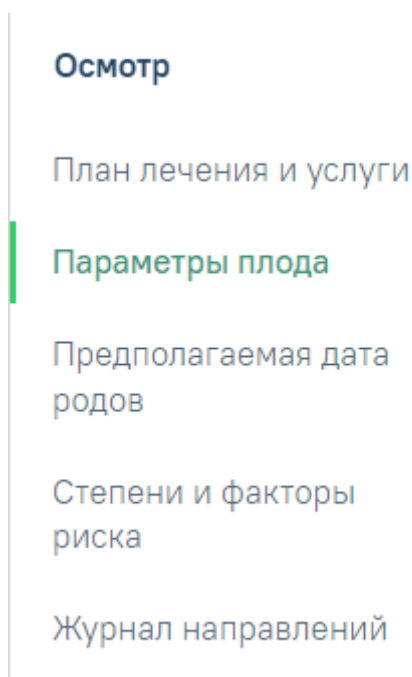 Осмотр
План лечения и услуги
Параметры плода
Предполагаемая дата
родов
Степени и факторы
риска
Журнал направлений